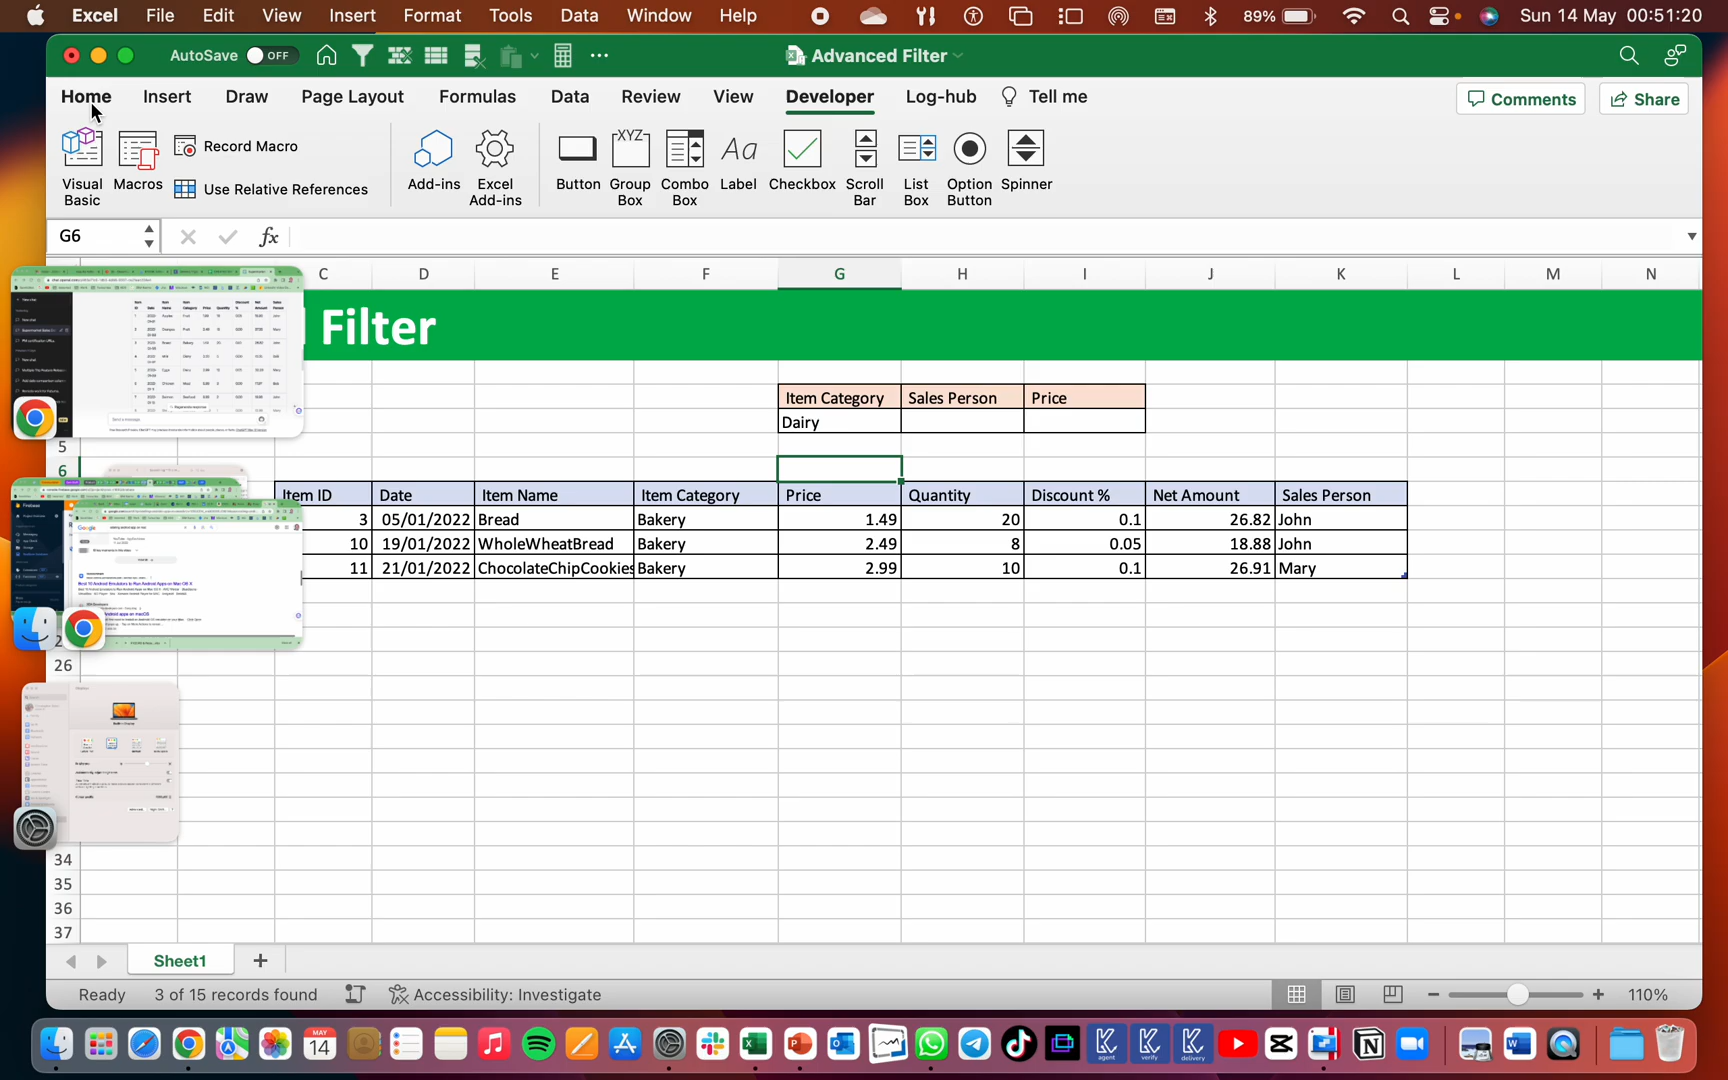 Excel File Edit View Insert Format Tools Data Window Help 89% Sun 14 May 00:51:20
AutoSave OFF Advanced Filter
Home Insert Draw Page Layout Formulas Data Review View Developer Log-hub Tell me Comments Share
Visual Basic
Macros
Record Macro
Use Relative References
Add-ins
Excel Add-ins
Button
Group Box
Combo Box
Label
Checkbox
Scroll Bar
List Box
Option Button
Spinner
G6 fx
C D E F G H I J K L M N
Filter
Item Category Sales Person Price
Dairy
5
6
Item ID Date Item Name Item Category Price Quantity Discount % Net Amount Sales Person
3 05/01/2022 Bread Bakery 1.49 20 0.1 26.82 John
10 19/01/2022 WholeWheatBread Bakery 2.49 8 0.05 18.88 John
11 21/01/2022 ChocolateChipCookies Bakery 2.99 10 0.1 26.91 Mary
26
34
35
36
37
Sheet1
Ready 3 of 15 records found Accessibility: Investigate 110%
MAY
14
agent
verify
delivery